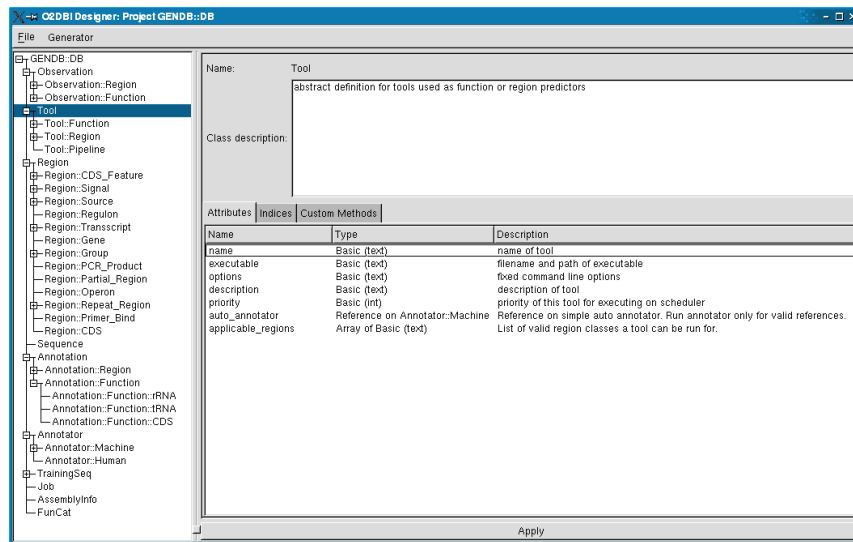 O2DBI Designer: Project GENDB::DB
File Generator
GENDB::DB
Observation
Observation::Region
Observation::Function
Tool
Tool::Function
Tool::Region
Tool::Pipeline
Region
Region::CDS_Feature
Region::Signal
Region::Source
Region::Regulon
Region::Transscript
Region::Gene
Region::Group
Region::PCR_Product
Region::Partial_Region
Region::Operon
Region::Repeat_Region
Region::Primer_Bind
Region::CDS
Sequence
Annotation
Annotation::Region
Annotation::Function
Annotation::Function::rRNA
Annotation::Function::tRNA
Annotation::Function::CDS
Annotator
Annotator::Machine
Annotator::Human
TrainingSeq
Job
AssemblyInfo
FunCat
Name: Tool
Class description: abstract definition for tools used as function or region predictors
Attributes Indices Custom Methods
Name Type Description
name Basic (text) name of tool
executable Basic (text) filename and path of executable
options Basic (text) fixed command line options
description Basic (text) description of tool
priority Basic (int) priority of this tool for executing on scheduler
auto_annotator Reference on Annotator::Machine Reference on simple auto annotator. Run annotator only for valid references.
applicable_regions Array of Basic (text) List of valid region classes a tool can be run for.
Apply